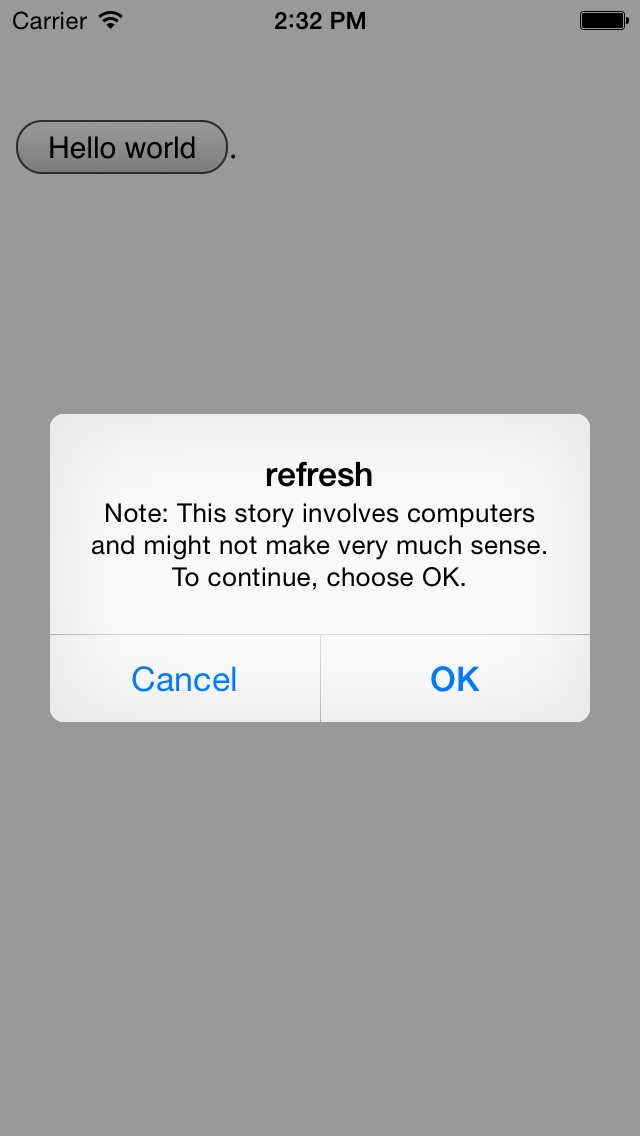 Carrier 2:32 PM
Hello world.
refresh
Note: This story involves computers
and might not make very much sense.
To continue, choose OK.
Cancel OK